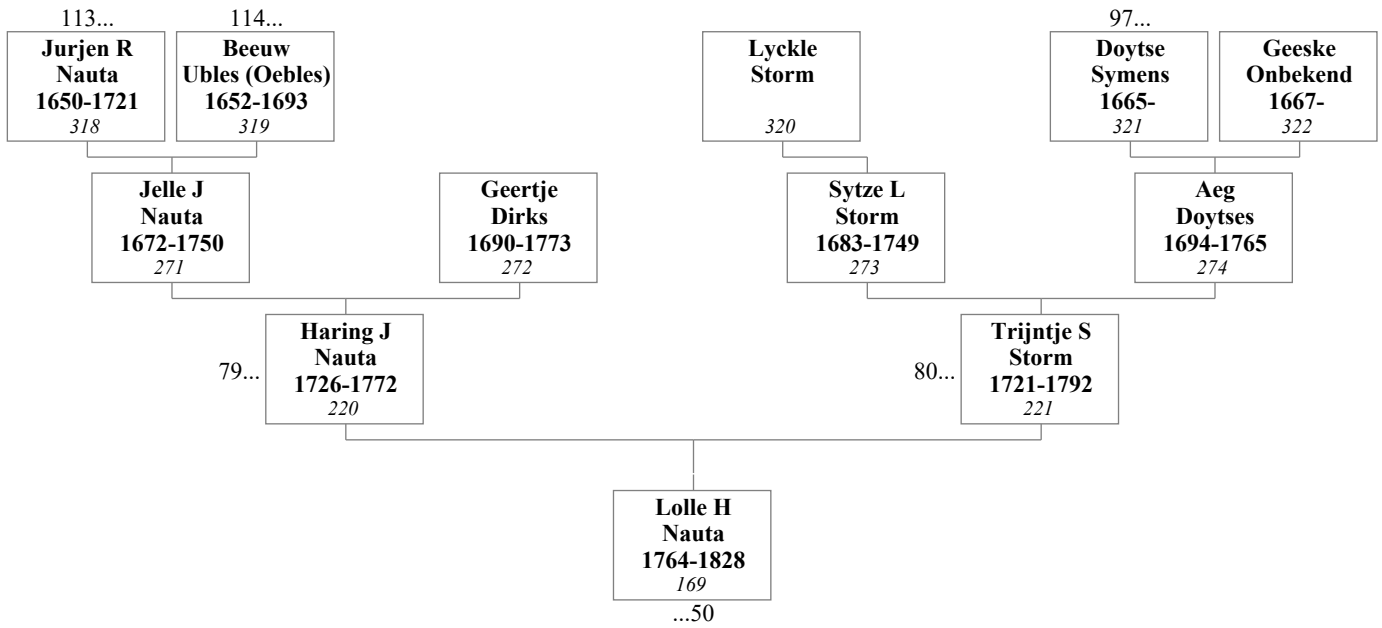 113...
114...
97...
Jurjen R
Nauta
1650-1721
318
Beeuw
Ubles (Oebles)
1652-1693
319
Lyckle
Storm
320
Doytse
Symens
1665-
321
Geeske
Onbekend
1667-
322
Jelle J
Nauta
1672-1750
271
Geertje
Dirks
1690-1773
272
Sytze L
Storm
1683-1749
273
Aeg
Doytses
1694-1765
274
79...
Haring J
Nauta
1726-1772
220
80...
Trijntje S
Storm
1721-1792
221
Lolle H
Nauta
1764-1828
169
...50